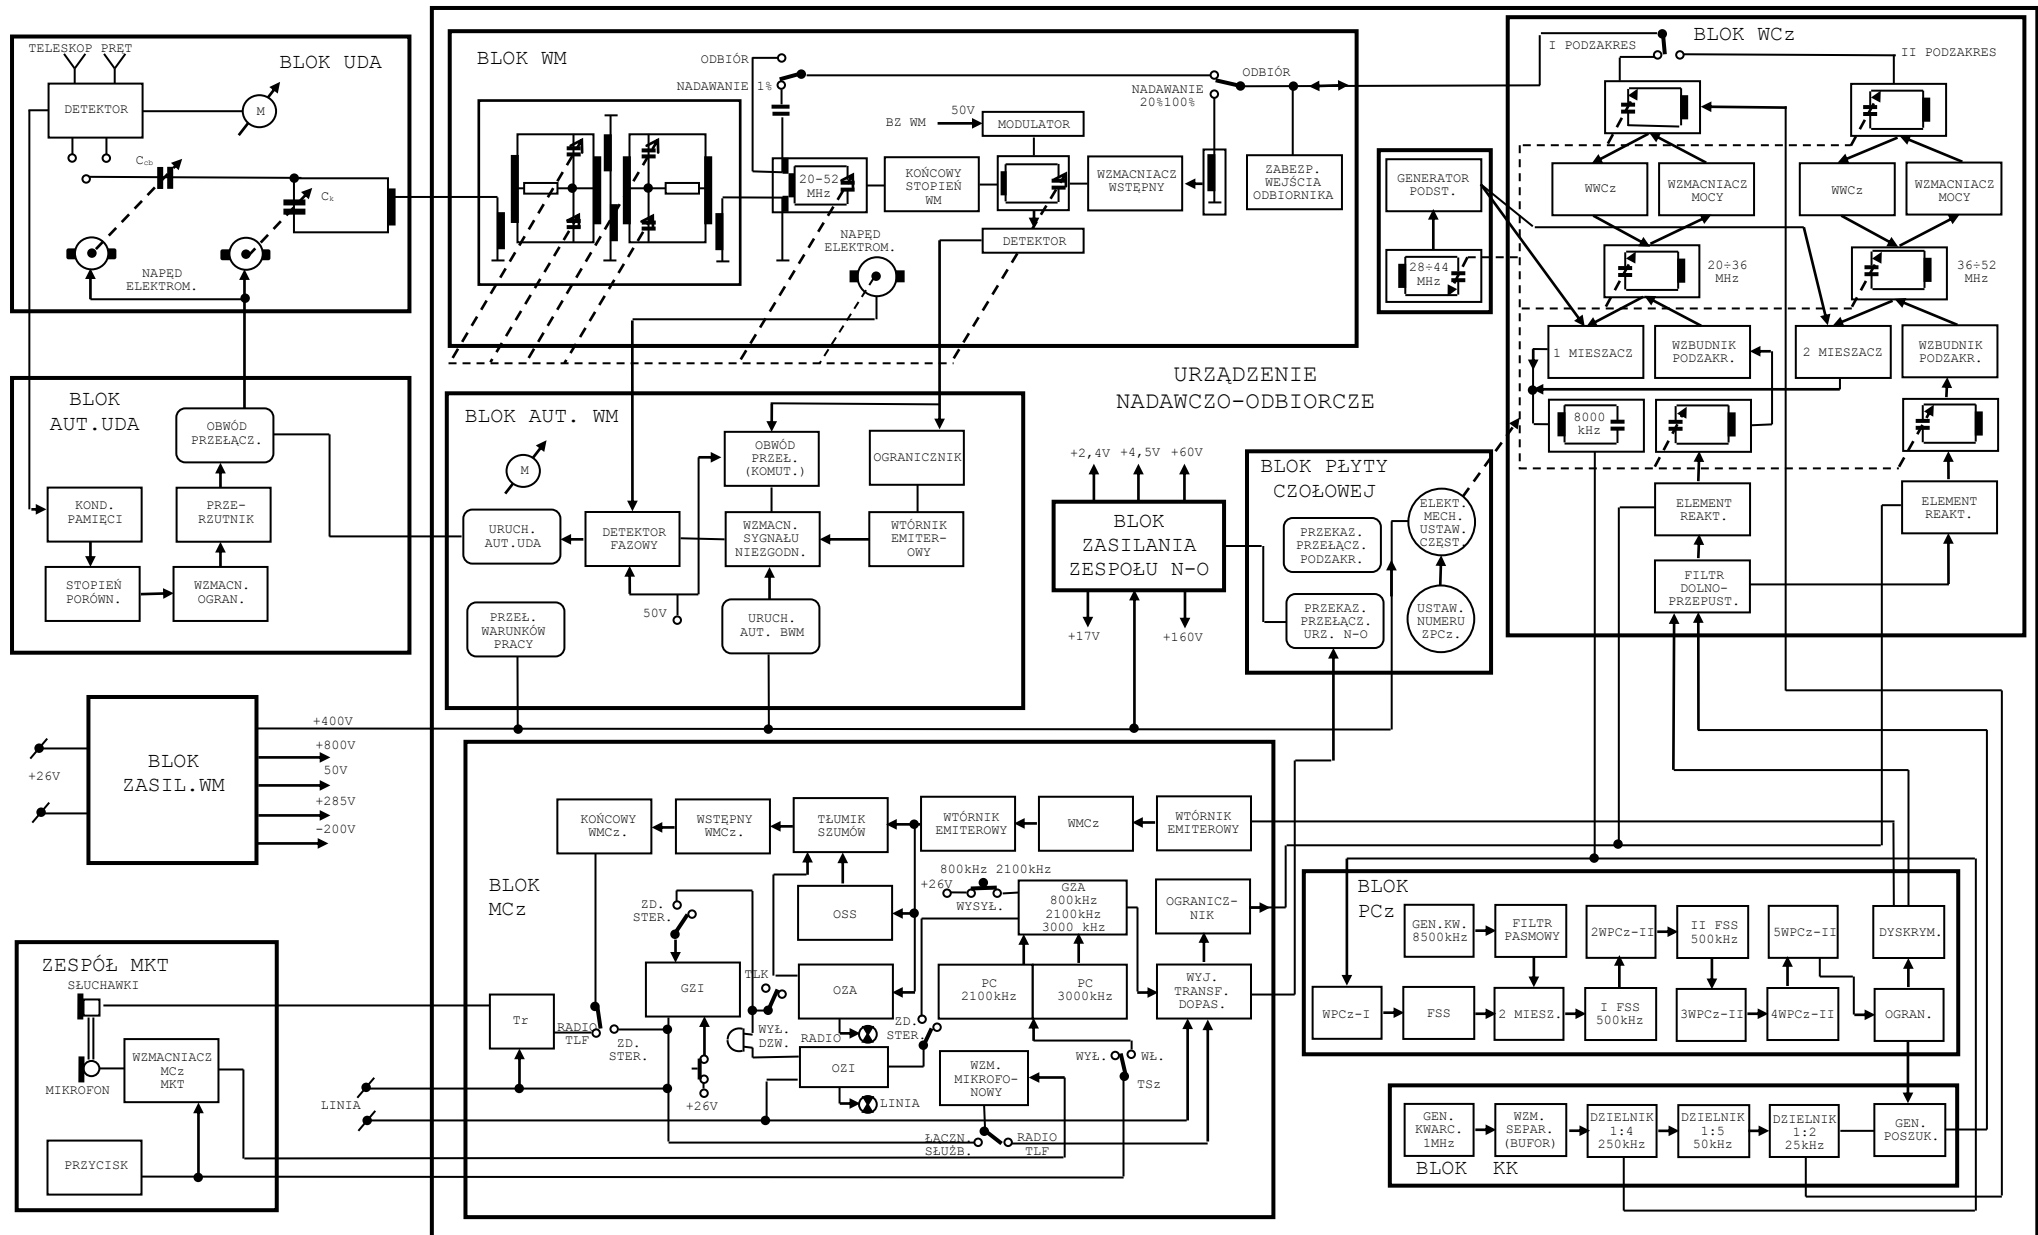 TELESKOP PRĘT
BLOK UDA
DETEKTOR
M
Ccb
Ck
NAPĘD
ELEKTROM.
BLOK WM
ODBIÓR
NADAWANIE 1%
ODBIÓR
NADAWANIE
20%100%
50V
BZ WM
MODULATOR
20-52
MHz
KOŃCOWY
STOPIEŃ
WM
WZMACNIACZ
WSTĘPNY
ZABEZP.
WEJŚCIA
ODBIORNIKA
NAPĘD
ELEKTROM.
DETEKTOR
GENERATOR
PODST.
28÷44
MHz
BLOK WCz
I PODZAKRES
II PODZAKRES
WWCz
WZMACNIACZ
MOCY
WWCz
WZMACNIACZ
MOCY
20÷36
MHz
36÷52
MHz
1 MIESZACZ
WZBUDNIK
PODZAKR.
2 MIESZACZ
WZBUDNIK
PODZAKR.
8000
kHz
ELEMENT
REAKT.
ELEMENT
REAKT.
FILTR
DOLNO-
PRZEPUST.
URZĄDZENIE
NADAWCZO-ODBIORCZE
BLOK
AUT.UDA
OBWÓD
PRZEŁĄCZ.
KOND.
PAMIĘCI
PRZE-
RZUTNIK
STOPIEŃ
PORÓWN.
WZMACN.
OGRAN.
BLOK AUT. WM
M
OBWÓD
PRZEŁ.
(KOMUT.)
OGRANICZNIK
URUCH.
AUT.UDA
DETEKTOR
FAZOWY
WZMACN.
SYGNAŁU
NIEZGODN.
WTÓRNIK
EMITER-
OWY
50V
PRZEŁ.
WARUNKÓW
PRACY
URUCH.
AUT. BWM
+2,4V +4,5V +60V
BLOK
ZASILANIA
ZESPOŁU N-O
+17V
+160V
BLOK PŁYTY
CZOŁOWEJ
PRZEKAZ.
PRZEŁĄCZ.
PODZAKR.
ELEKT.
MECH.
USTAW.
CZĘST.
PRZEKAZ.
PRZEŁĄCZ.
URZ. N-O
USTAW.
NUMERU
ZPCz.
BLOK
ZASIL.WM
+26V
+400V
+800V
50V
+285V
-200V
BLOK
MCz
KOŃCOWY
WMCz.
WSTĘPNY
WMCz.
TŁUMIK
SZUMÓW
WTÓRNIK
EMITEROWY
WMCz
WTÓRNIK
EMITEROWY
ZD.
STER.
OSS
800kHz 2100kHz
+26V
WYSYŁ.
GZA
800kHz
2100kHz
3000 kHz
OGRANICZ-
NIK
GZI
TLK
OZA
PC
2100kHz
PC
3000kHz
WYJ.
TRANSF.
DOPAS.
Tr
RADIO
TLF
ZD.
STER.
WYŁ.
DZW.
RADIO
ZD.
STER.
OZI
LINIA
+26V
WZM.
MIKROFO-
NOWY
WYŁ.
WŁ.
TSz
ŁĄCZN.
SŁUŻB.
RADIO
TLF
LINIA
ZESPÓŁ MKT
SŁUCHAWKI
MIKROFON
WZMACNIACZ
MCz
MKT
PRZYCISK
BLOK
PCz
GEN.KW.
8500kHz
FILTR
PASMOWY
2WPCz-II
II FSS
500kHz
5WPCz-II
DYSKRYM.
WPCz-I
FSS
2 MIESZ.
I FSS
500kHz
3WPCz-II
4WPCz-II
OGRAN.
GEN.
KWARC.
1MHz
WZM.
SEPAR.
(BUFOR)
DZIELNIK
1:4
250kHz
DZIELNIK
1:5
50kHz
DZIELNIK
1:2
25kHz
GEN.
POSZUK.
BLOK KK